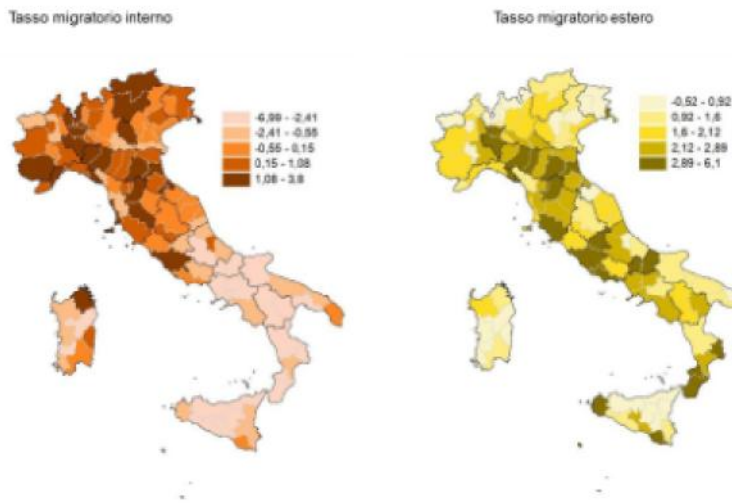 Tasso migratorio interno
Tasso migratorio estero
-6,99 - -2,41
-2,41 - -0,55
-0,55 - 0,15
0,15 - 1,08
1,08 - 3,8
-0,52 - 0,92
0,92 - 1,6
1,6 - 2,12
2,12 - 2,89
2,89 - 6,1